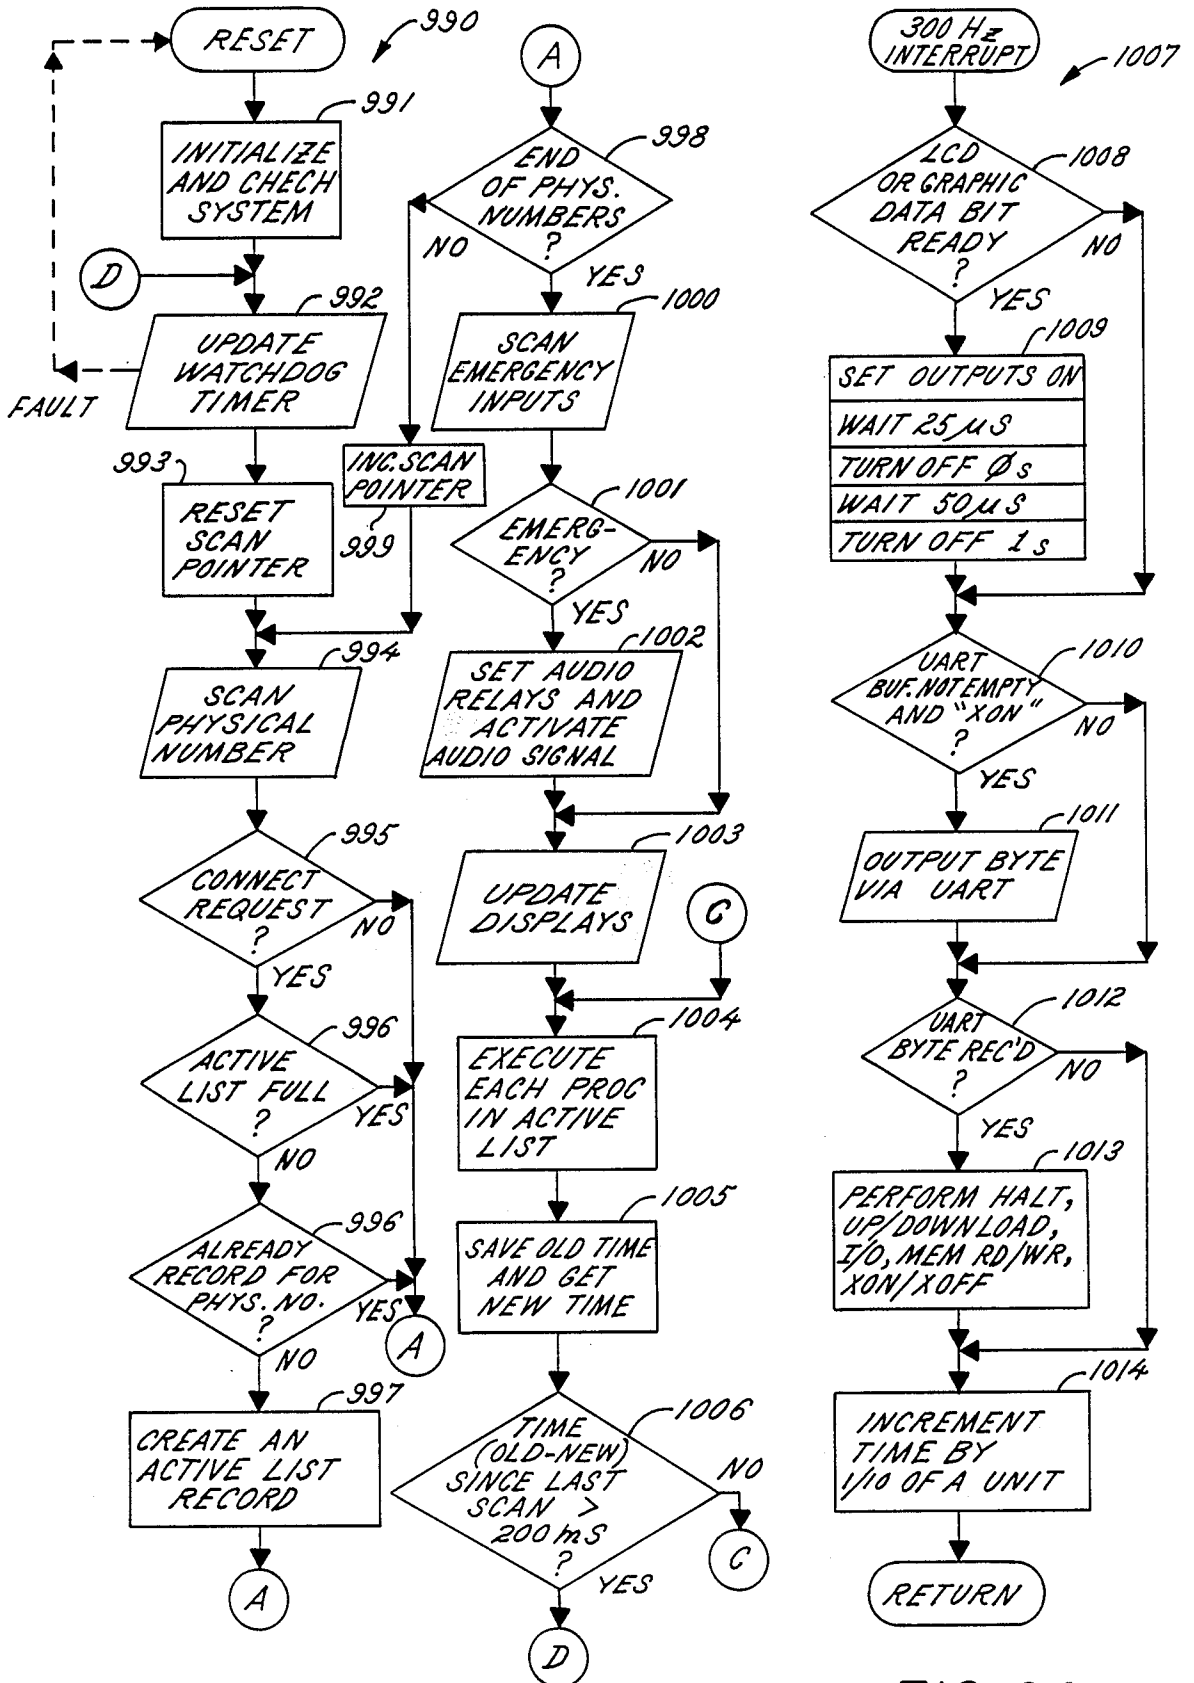 RESET
990
991
INITIALIZE
AND CHECH
SYSTEM
D
992
UPDATE
WATCHDOG
TIMER
FAULT
993
RESET
SCAN
POINTER
INC. SCAN
POINTER
999
994
SCAN
PHYSICAL
NUMBER
995
CONNECT
REQUEST
?
NO
YES
996
ACTIVE
LIST FULL
?
YES
NO
996
ALREADY
RECORD FOR
PHYS. NO.
?
YES
NO
A
997
CREATE AN
ACTIVE LIST
RECORD
A
A
998
END
OF PHYS.
NUMBERS
?
NO
YES
1000
SCAN
EMERGENCY
INPUTS
1001
EMERG-
ENCY
?
NO
YES
1002
SET AUDIO
RELAYS AND
ACTIVATE
AUDIO SIGNAL
1003
UPDATE
DISPLAYS
C
1004
EXECUTE
EACH PROC
IN ACTIVE
LIST
1005
SAVE OLD TIME
AND GET
NEW TIME
1006
TIME
(OLD-NEW)
SINCE LAST
SCAN >
200 mS
?
NO
YES
C
D
300 Hz
INTERRUPT
1007
1008
LCD
OR GRAPHIC
DATA BIT
READY
?
NO
YES
1009
SET OUTPUTS ON
WAIT 25 μS
TURN OFF Øs
WAIT 50 μS
TURN OFF 1s
1010
UART
BUF. NOT EMPTY
AND "XON"
?
NO
YES
1011
OUTPUT BYTE
VIA UART
1012
UART
BYTE REC'D
?
NO
YES
1013
PERFORM HALT,
UP/DOWNLOAD,
I/O, MEM RD/WR,
XON/XOFF
1014
INCREMENT
TIME BY
1/10 OF A UNIT
RETURN